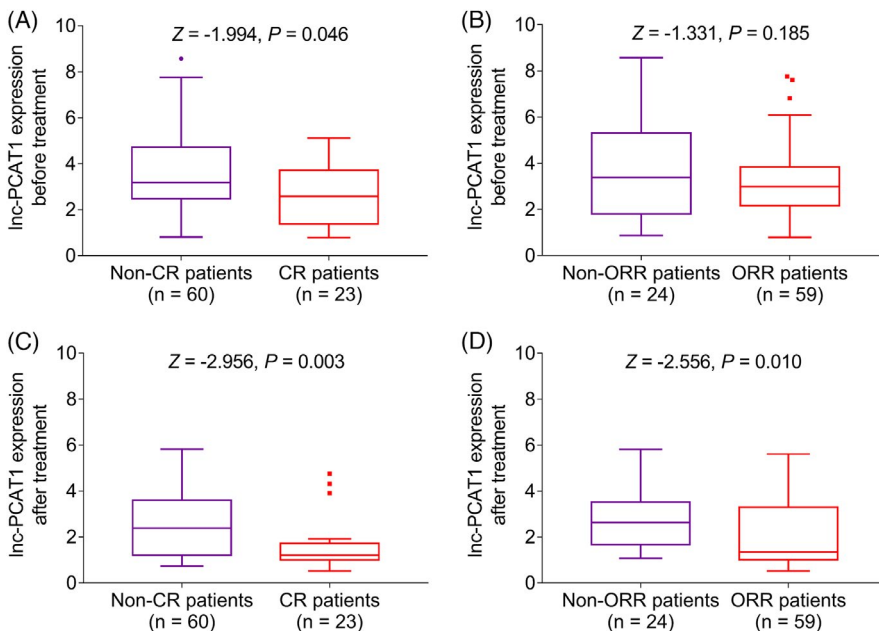 (A)
Z = -1.994, P = 0.046
lnc-PCAT1 expression
before treatment
10
8
6
4
2
0
Non-CR patients
(n = 60)
CR patients
(n = 23)
(B)
Z = -1.331, P = 0.185
lnc-PCAT1 expression
before treatment
10
8
6
4
2
0
Non-ORR patients
(n = 24)
ORR patients
(n = 59)
(C)
Z = -2.956, P = 0.003
lnc-PCAT1 expression
after treatment
10
8
6
4
2
0
Non-CR patients
(n = 60)
CR patients
(n = 23)
(D)
Z = -2.556, P = 0.010
lnc-PCAT1 expression
after treatment
10
8
6
4
2
0
Non-ORR patients
(n = 24)
ORR patients
(n = 59)